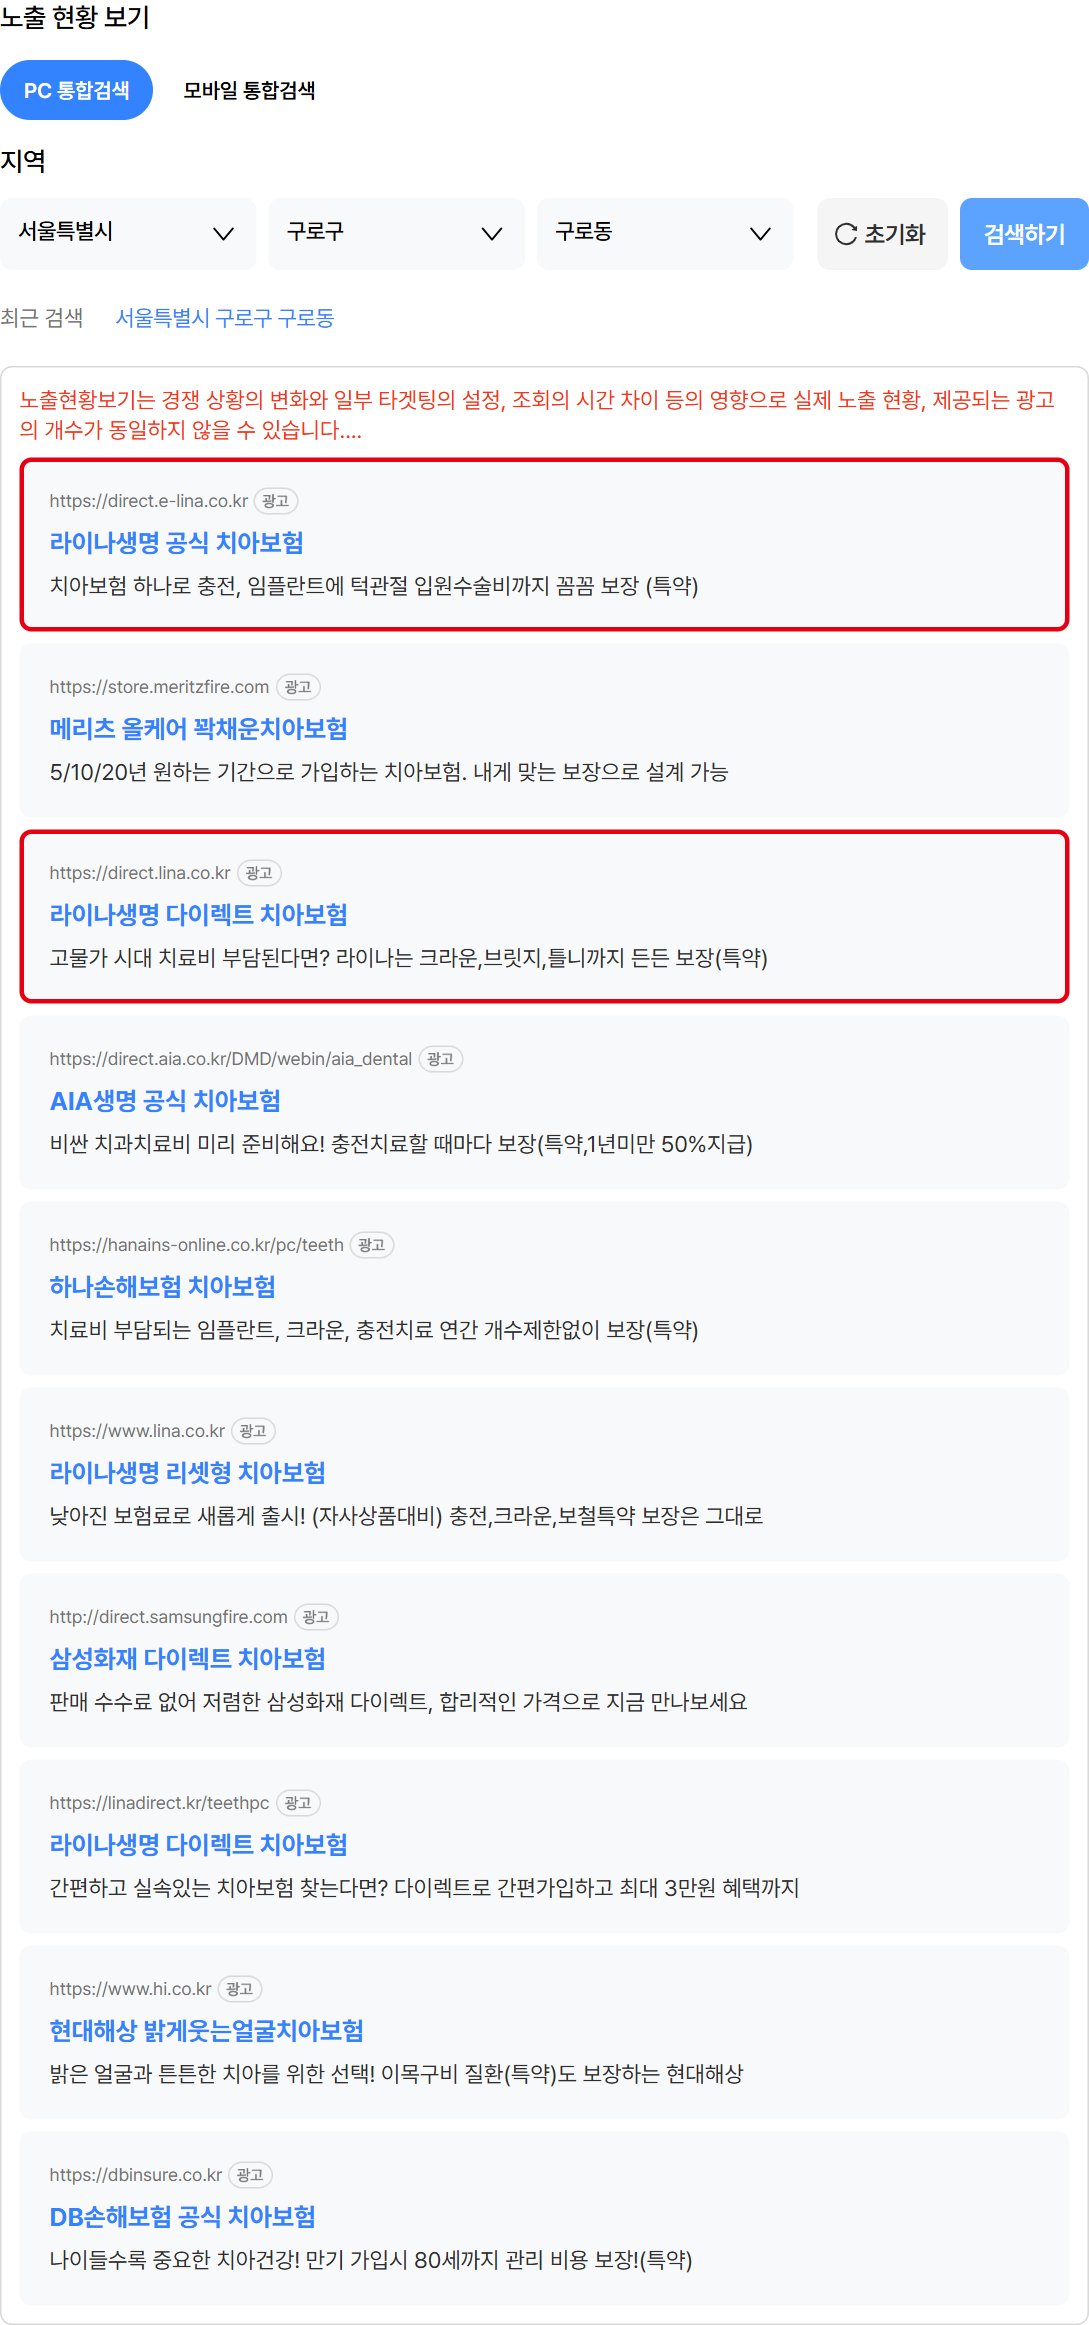 노출 현황 보기
PC 통합검색
모바일 통합검색
지역
서울특별시
구로구
구로동
초기화
검색하기
최근 검색
서울특별시 구로구 구로동
노출현황보기는 경쟁 상황의 변화와 일부 타겟팅의 설정, 조회의 시간 차이 등의 영향으로 실제 노출 현황, 제공되는 광고
의 개수가 동일하지 않을 수 있습니다....
https://direct.e-lina.co.kr 광고
라이나생명 공식 치아보험
치아보험 하나로 충전, 임플란트에 턱관절 입원수술비까지 꼼꼼 보장 (특약)
https://store.meritzfire.com 광고
메리츠 올케어 꽉채운치아보험
5/10/20년 원하는 기간으로 가입하는 치아보험. 내게 맞는 보장으로 설계 가능
https://direct.lina.co.kr 광고
라이나생명 다이렉트 치아보험
고물가 시대 치료비 부담된다면? 라이나는 크라운,브릿지,틀니까지 든든 보장(특약)
https://direct.aia.co.kr/DMD/webin/aia_dental 광고
AIA생명 공식 치아보험
비싼 치과치료비 미리 준비해요! 충전치료할 때마다 보장(특약,1년미만 50%지급)
https://hanains-online.co.kr/pc/teeth 광고
하나손해보험 치아보험
치료비 부담되는 임플란트, 크라운, 충전치료 연간 개수제한없이 보장(특약)
https://www.lina.co.kr 광고
라이나생명 리셋형 치아보험
낮아진 보험료로 새롭게 출시! (자사상품대비) 충전,크라운,보철특약 보장은 그대로
http://direct.samsungfire.com 광고
삼성화재 다이렉트 치아보험
판매 수수료 없어 저렴한 삼성화재 다이렉트, 합리적인 가격으로 지금 만나보세요
https://linadirect.kr/teethpc 광고
라이나생명 다이렉트 치아보험
간편하고 실속있는 치아보험 찾는다면? 다이렉트로 간편가입하고 최대 3만원 혜택까지
https://www.hi.co.kr 광고
현대해상 밝게웃는얼굴치아보험
밝은 얼굴과 튼튼한 치아를 위한 선택! 이목구비 질환(특약)도 보장하는 현대해상
https://dbinsure.co.kr 광고
DB손해보험 공식 치아보험
나이들수록 중요한 치아건강! 만기 가입시 80세까지 관리 비용 보장!(특약)